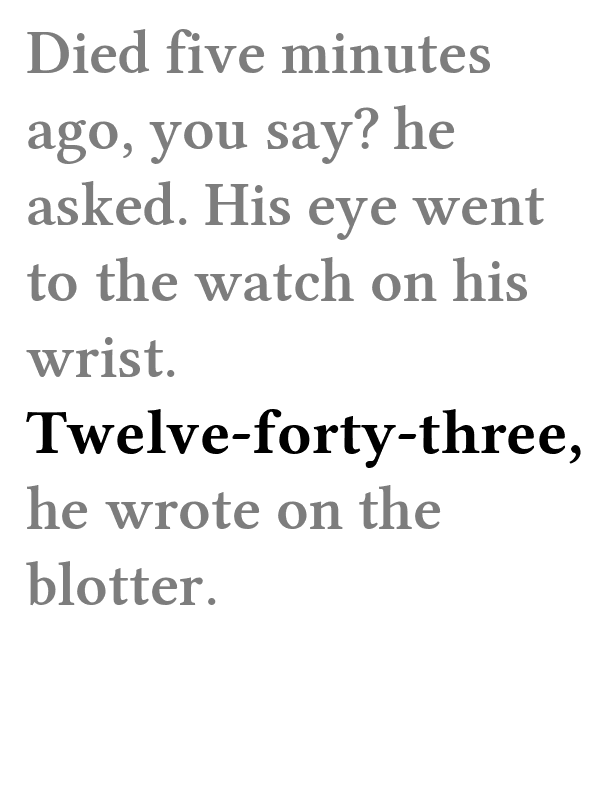 Died five minutes
ago, you say? he
asked. His eye went
to the watch on his
wrist.
Twelve-forty-three,
he wrote on the
blotter.